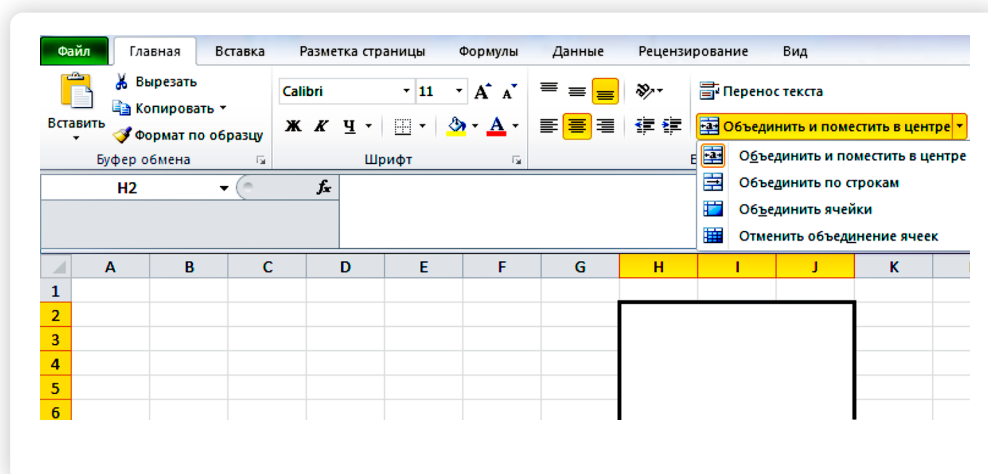 Файл Главная Вставка Разметка страницы Формулы Данные Рецензирование Вид
Вырезать
Копировать
Формат по образцу
Вставить
Буфер обмена
Calibri 11 A A
Ж К Ч A
Шрифт
Перенос текста
Объединить и поместить в центре
Объединить и поместить в центре
Объединить по строкам
Объединить ячейки
Отменить объединение ячеек
H2 fx
A B C D E F G H I J K
1
2
3
4
5
6